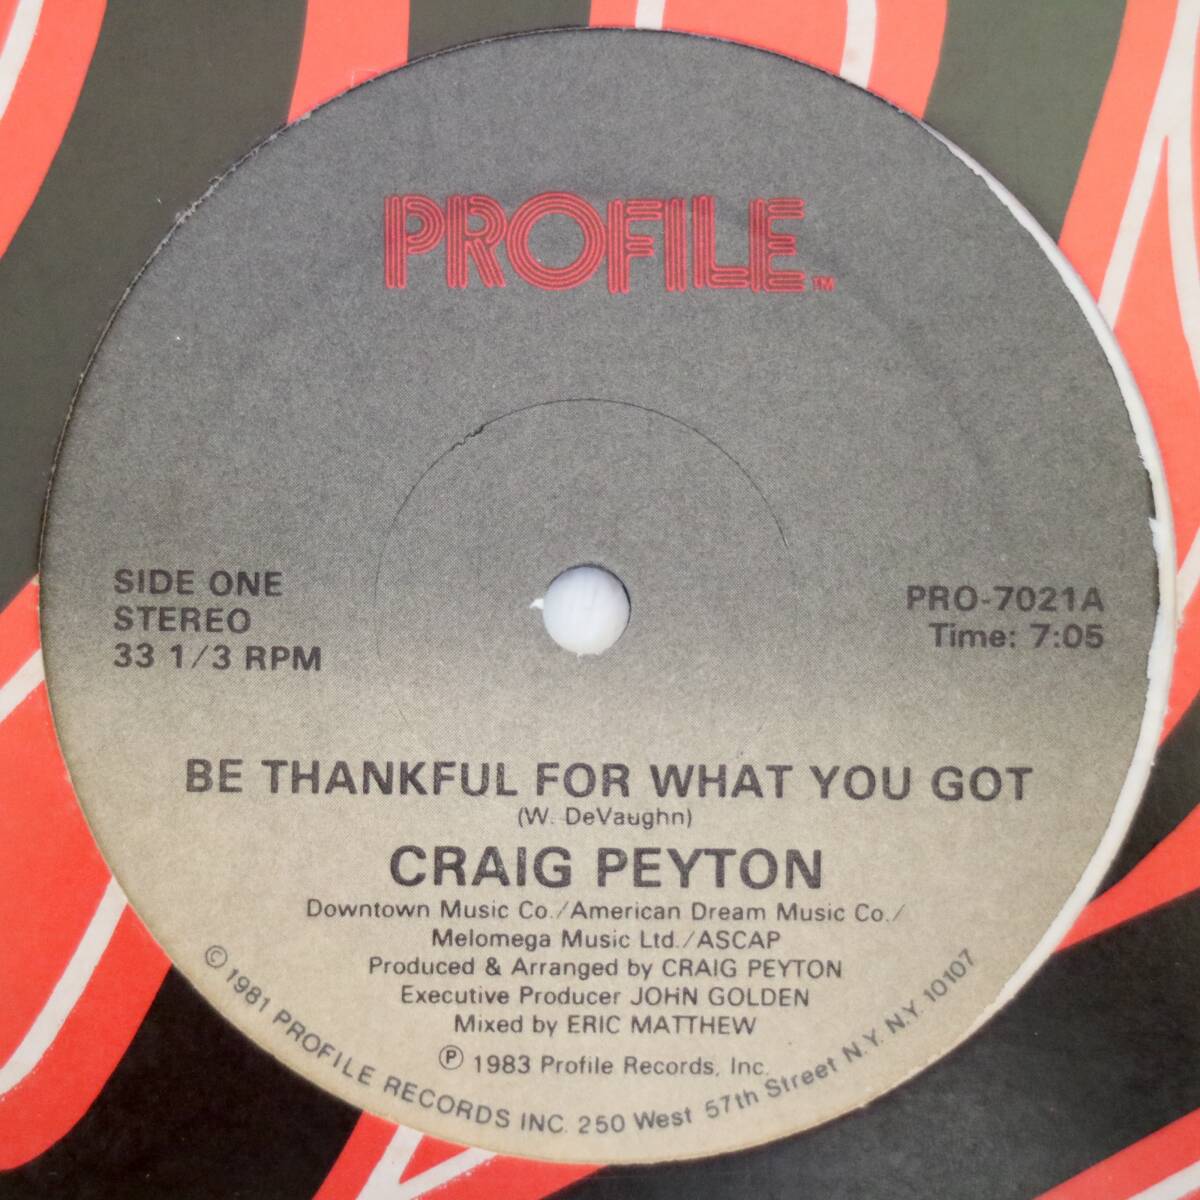 PROFILE™
SIDE ONE
STEREO
33 1/3 RPM
PRO-7021A
Time: 7:05
BE THANKFUL FOR WHAT YOU GOT
(W. DeVaughn)
CRAIG PEYTON
Downtown Music Co./American Dream Music Co./
Melomega Music Ltd./ASCAP
Produced & Arranged by CRAIG PEYTON
Executive Producer JOHN GOLDEN
Mixed by ERIC MATTHEW
℗ 1983 Profile Records, Inc.
© 1981 PROFILE RECORDS INC. 250 West 57th Street N.Y. N.Y. 10107